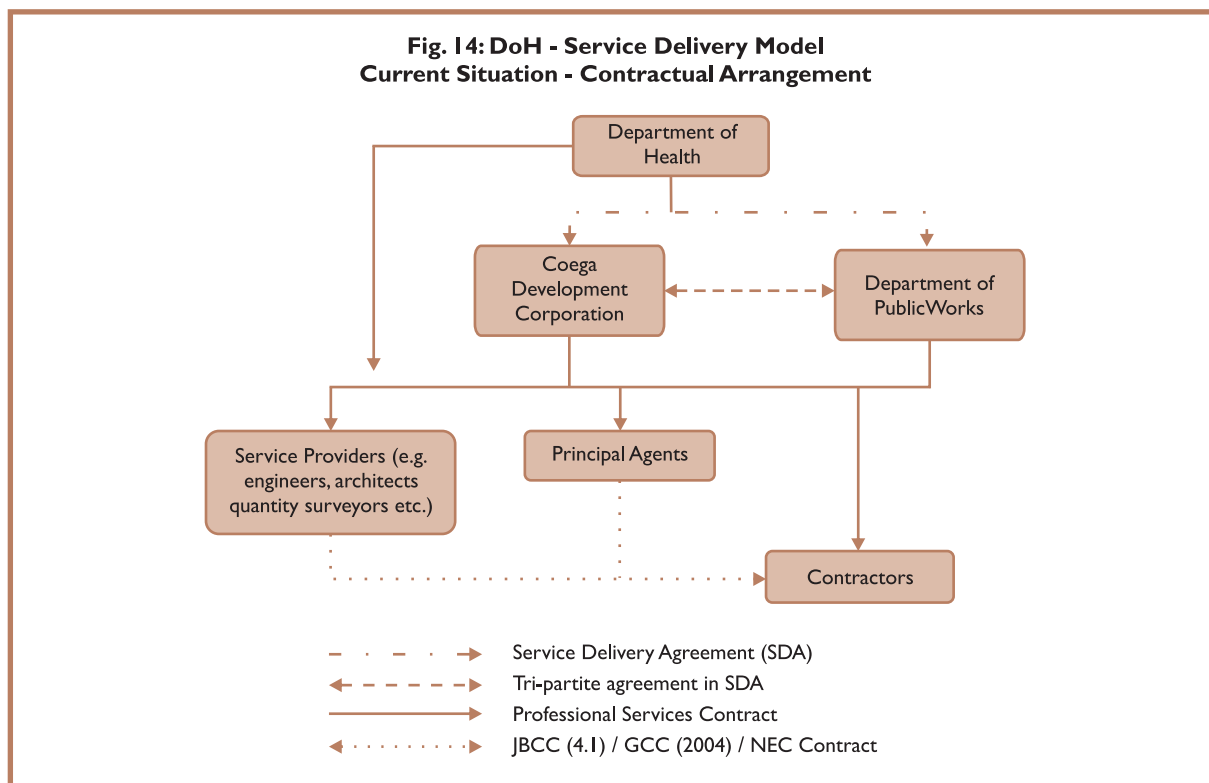 Fig. 14: DoH - Service Delivery Model
Current Situation - Contractual Arrangement
Department of
Health
Coega
Development
Corporation
Department of
PublicWorks
Service Providers (e.g.
engineers, architects
quantity surveyors etc.)
Principal Agents
Contractors
Service Delivery Agreement (SDA)
Tri-partite agreement in SDA
Professional Services Contract
JBCC (4.1) / GCC (2004) / NEC Contract